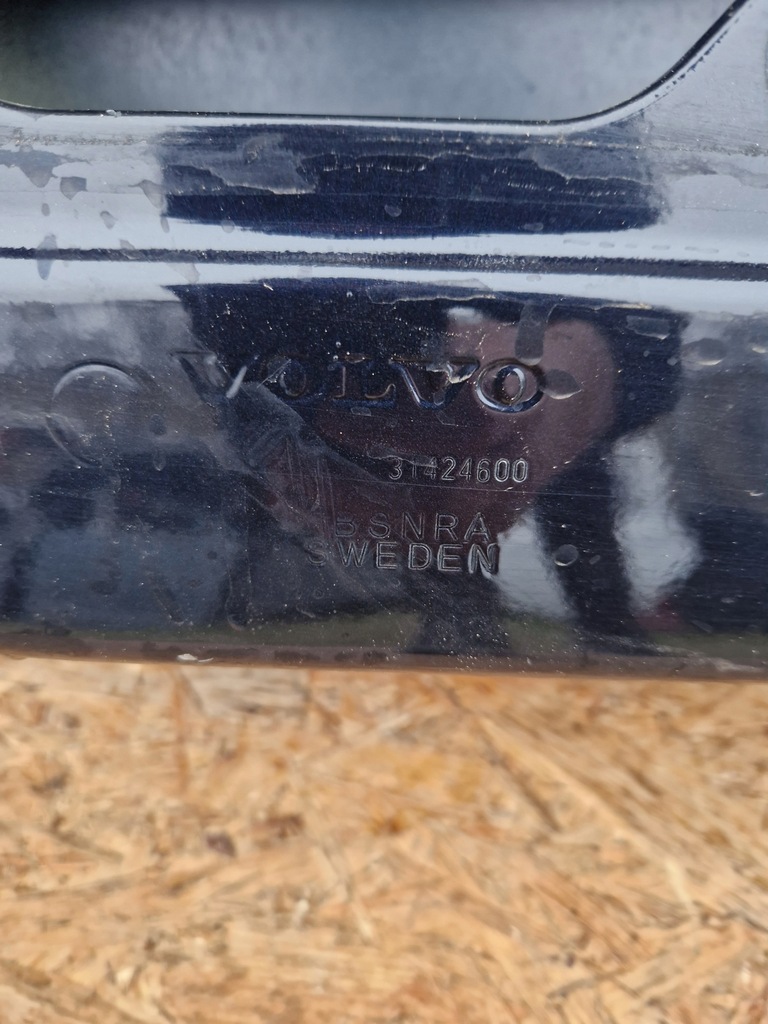 VOLVO
31424600
BSNRA
SWEDEN